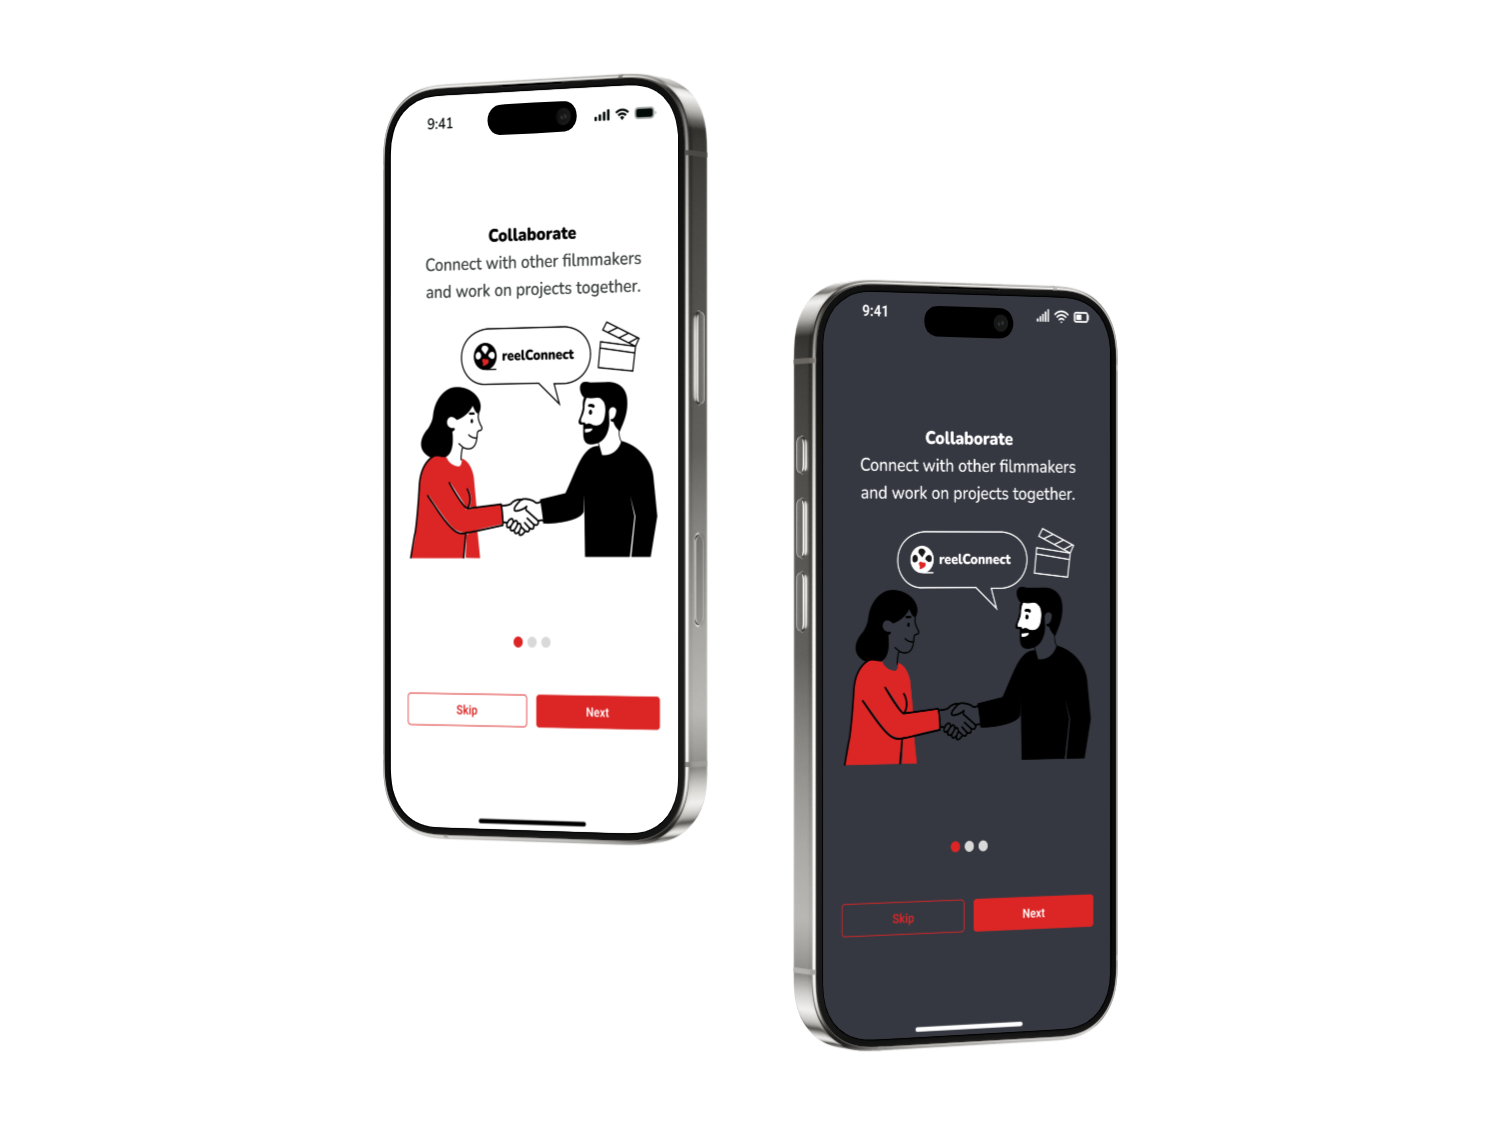 9:41
Collaborate
Connect with other filmmakers
and work on projects together.
reelConnect
Skip
Next
9:41
Collaborate
Connect with other filmmakers
and work on projects together.
reelConnect
Skip
Next